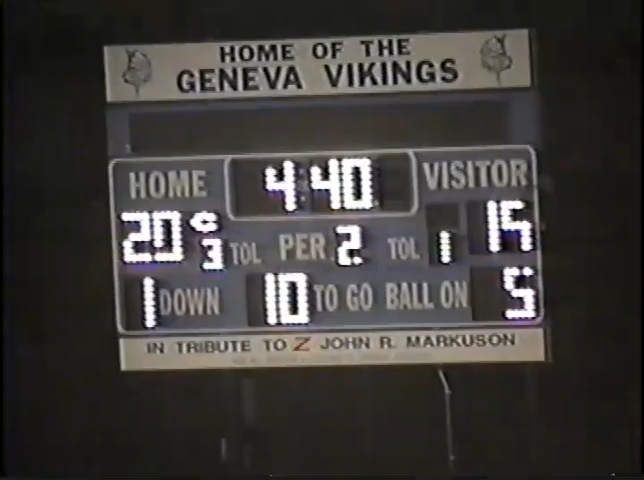 HOME OF THE
GENEVA VIKINGS
HOME 4:40 VISITOR
20 3 TOL PER 2 TOL 1 15
1 DOWN 10 TO GO BALL ON 5
IN TRIBUTE TO Z JOHN R. MARKUSON